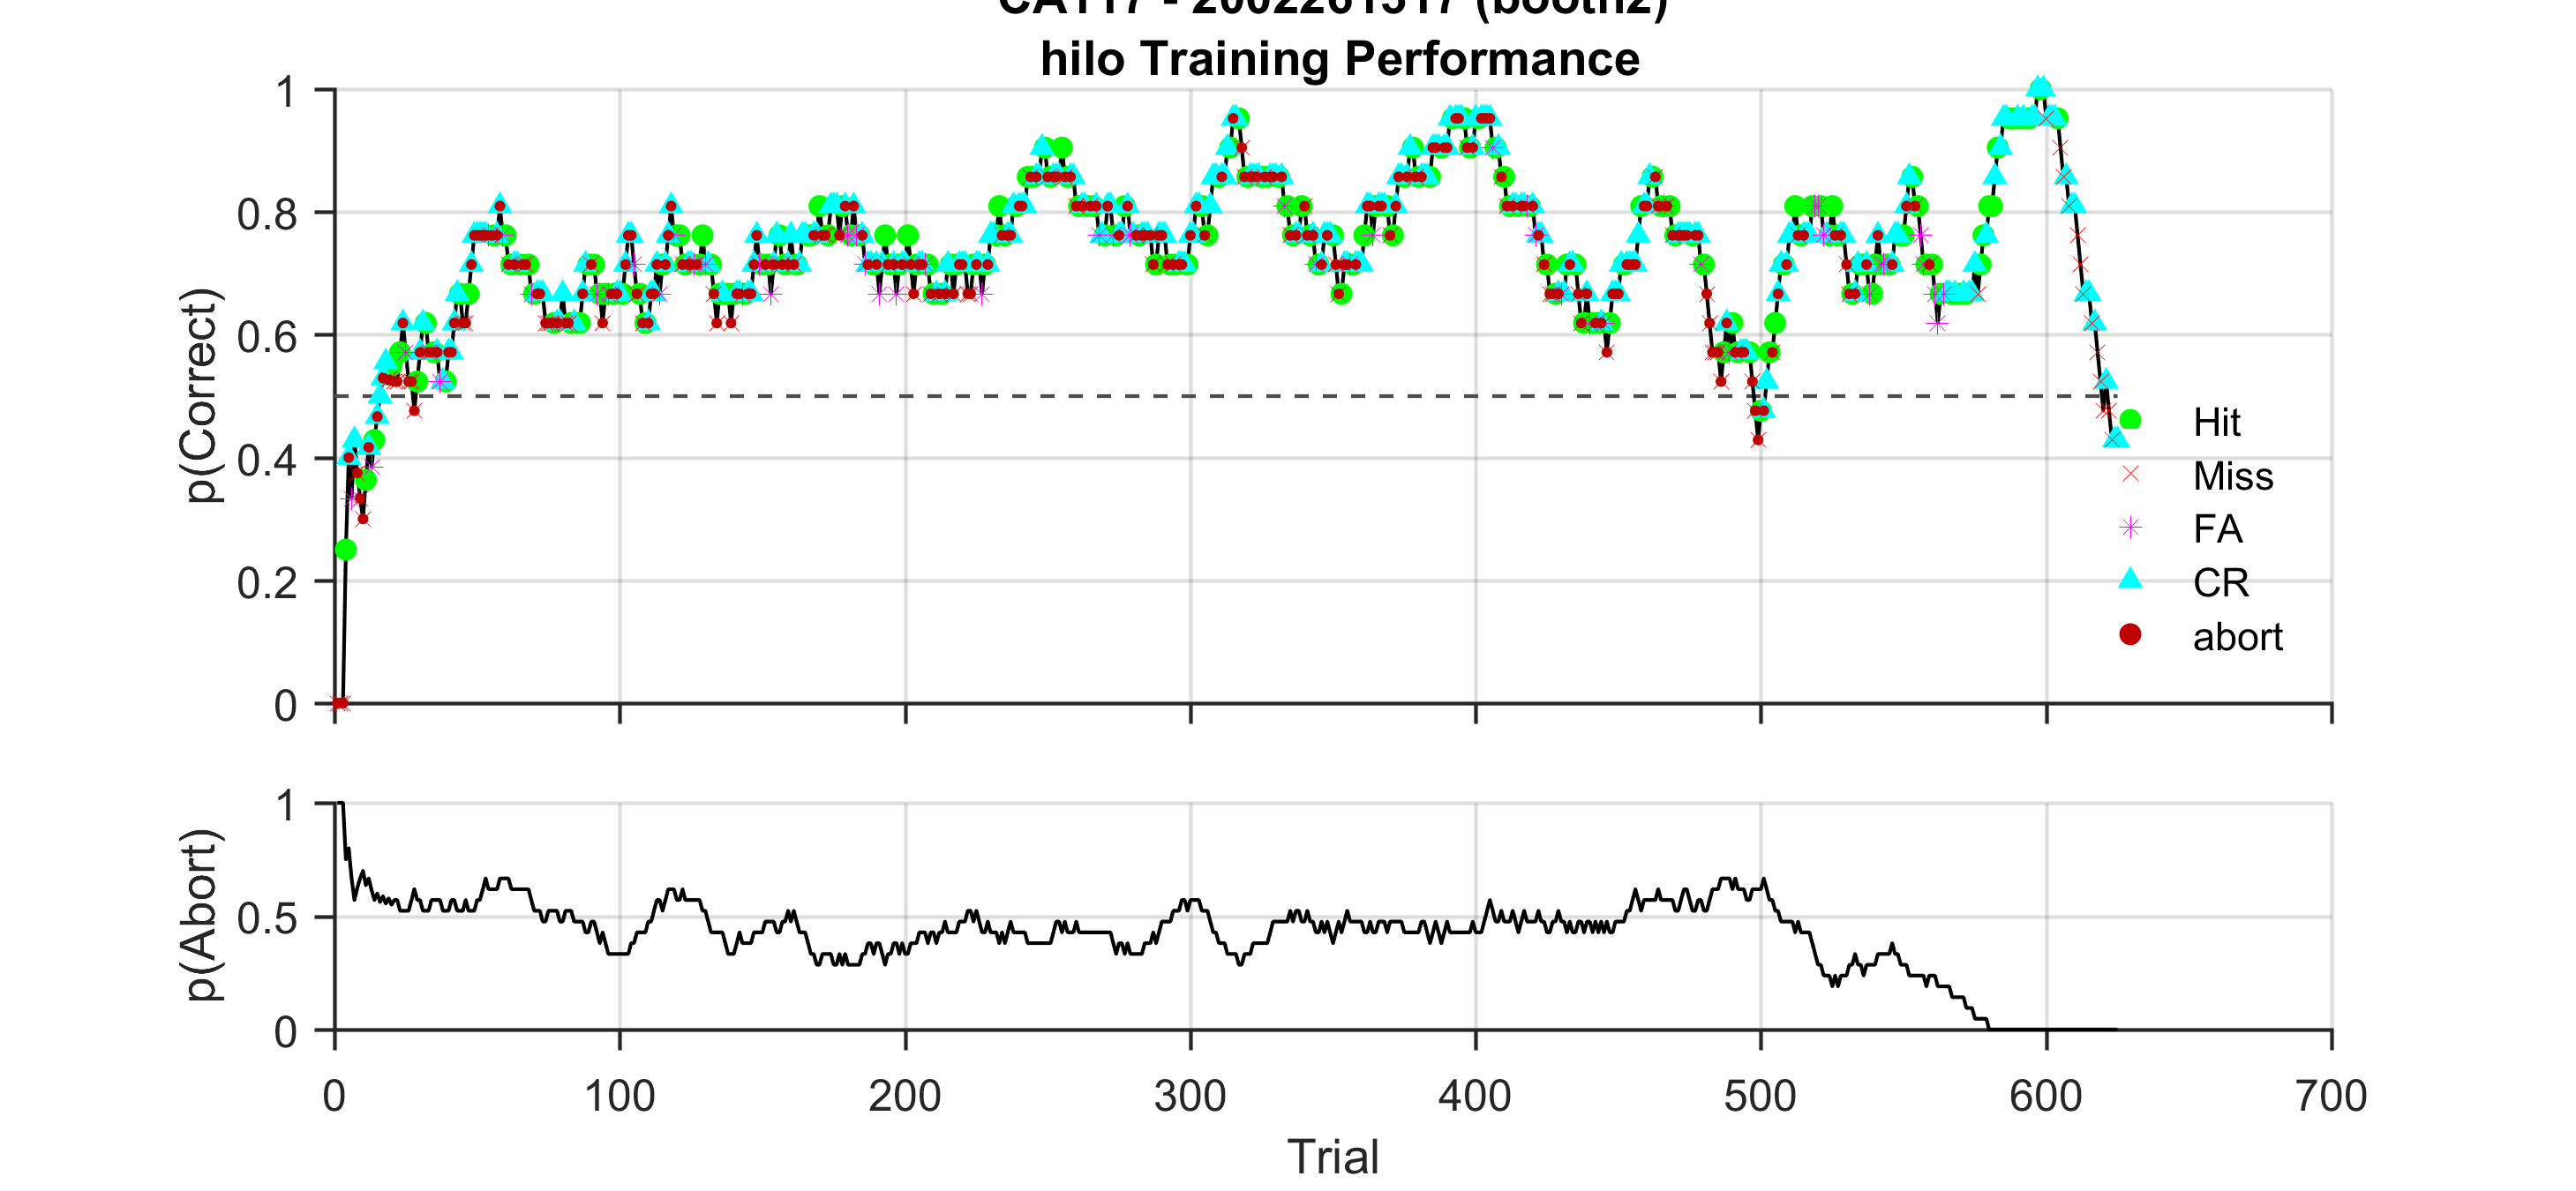 hilo Training Performance
1
0.8
0.6
0.4
0.2
0
p(Correct)
Hit
Miss
FA
CR
abort
1
0.5
0
p(Abort)
0 100 200 300 400 500 600 700
Trial